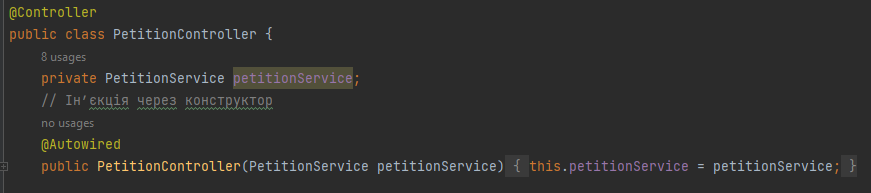 @Controller
public class PetitionController {
8 usages
private PetitionService petitionService;
// Ін’єкція через конструктор
no usages
@Autowired
public PetitionController(PetitionService petitionService) { this.petitionService = petitionService; }